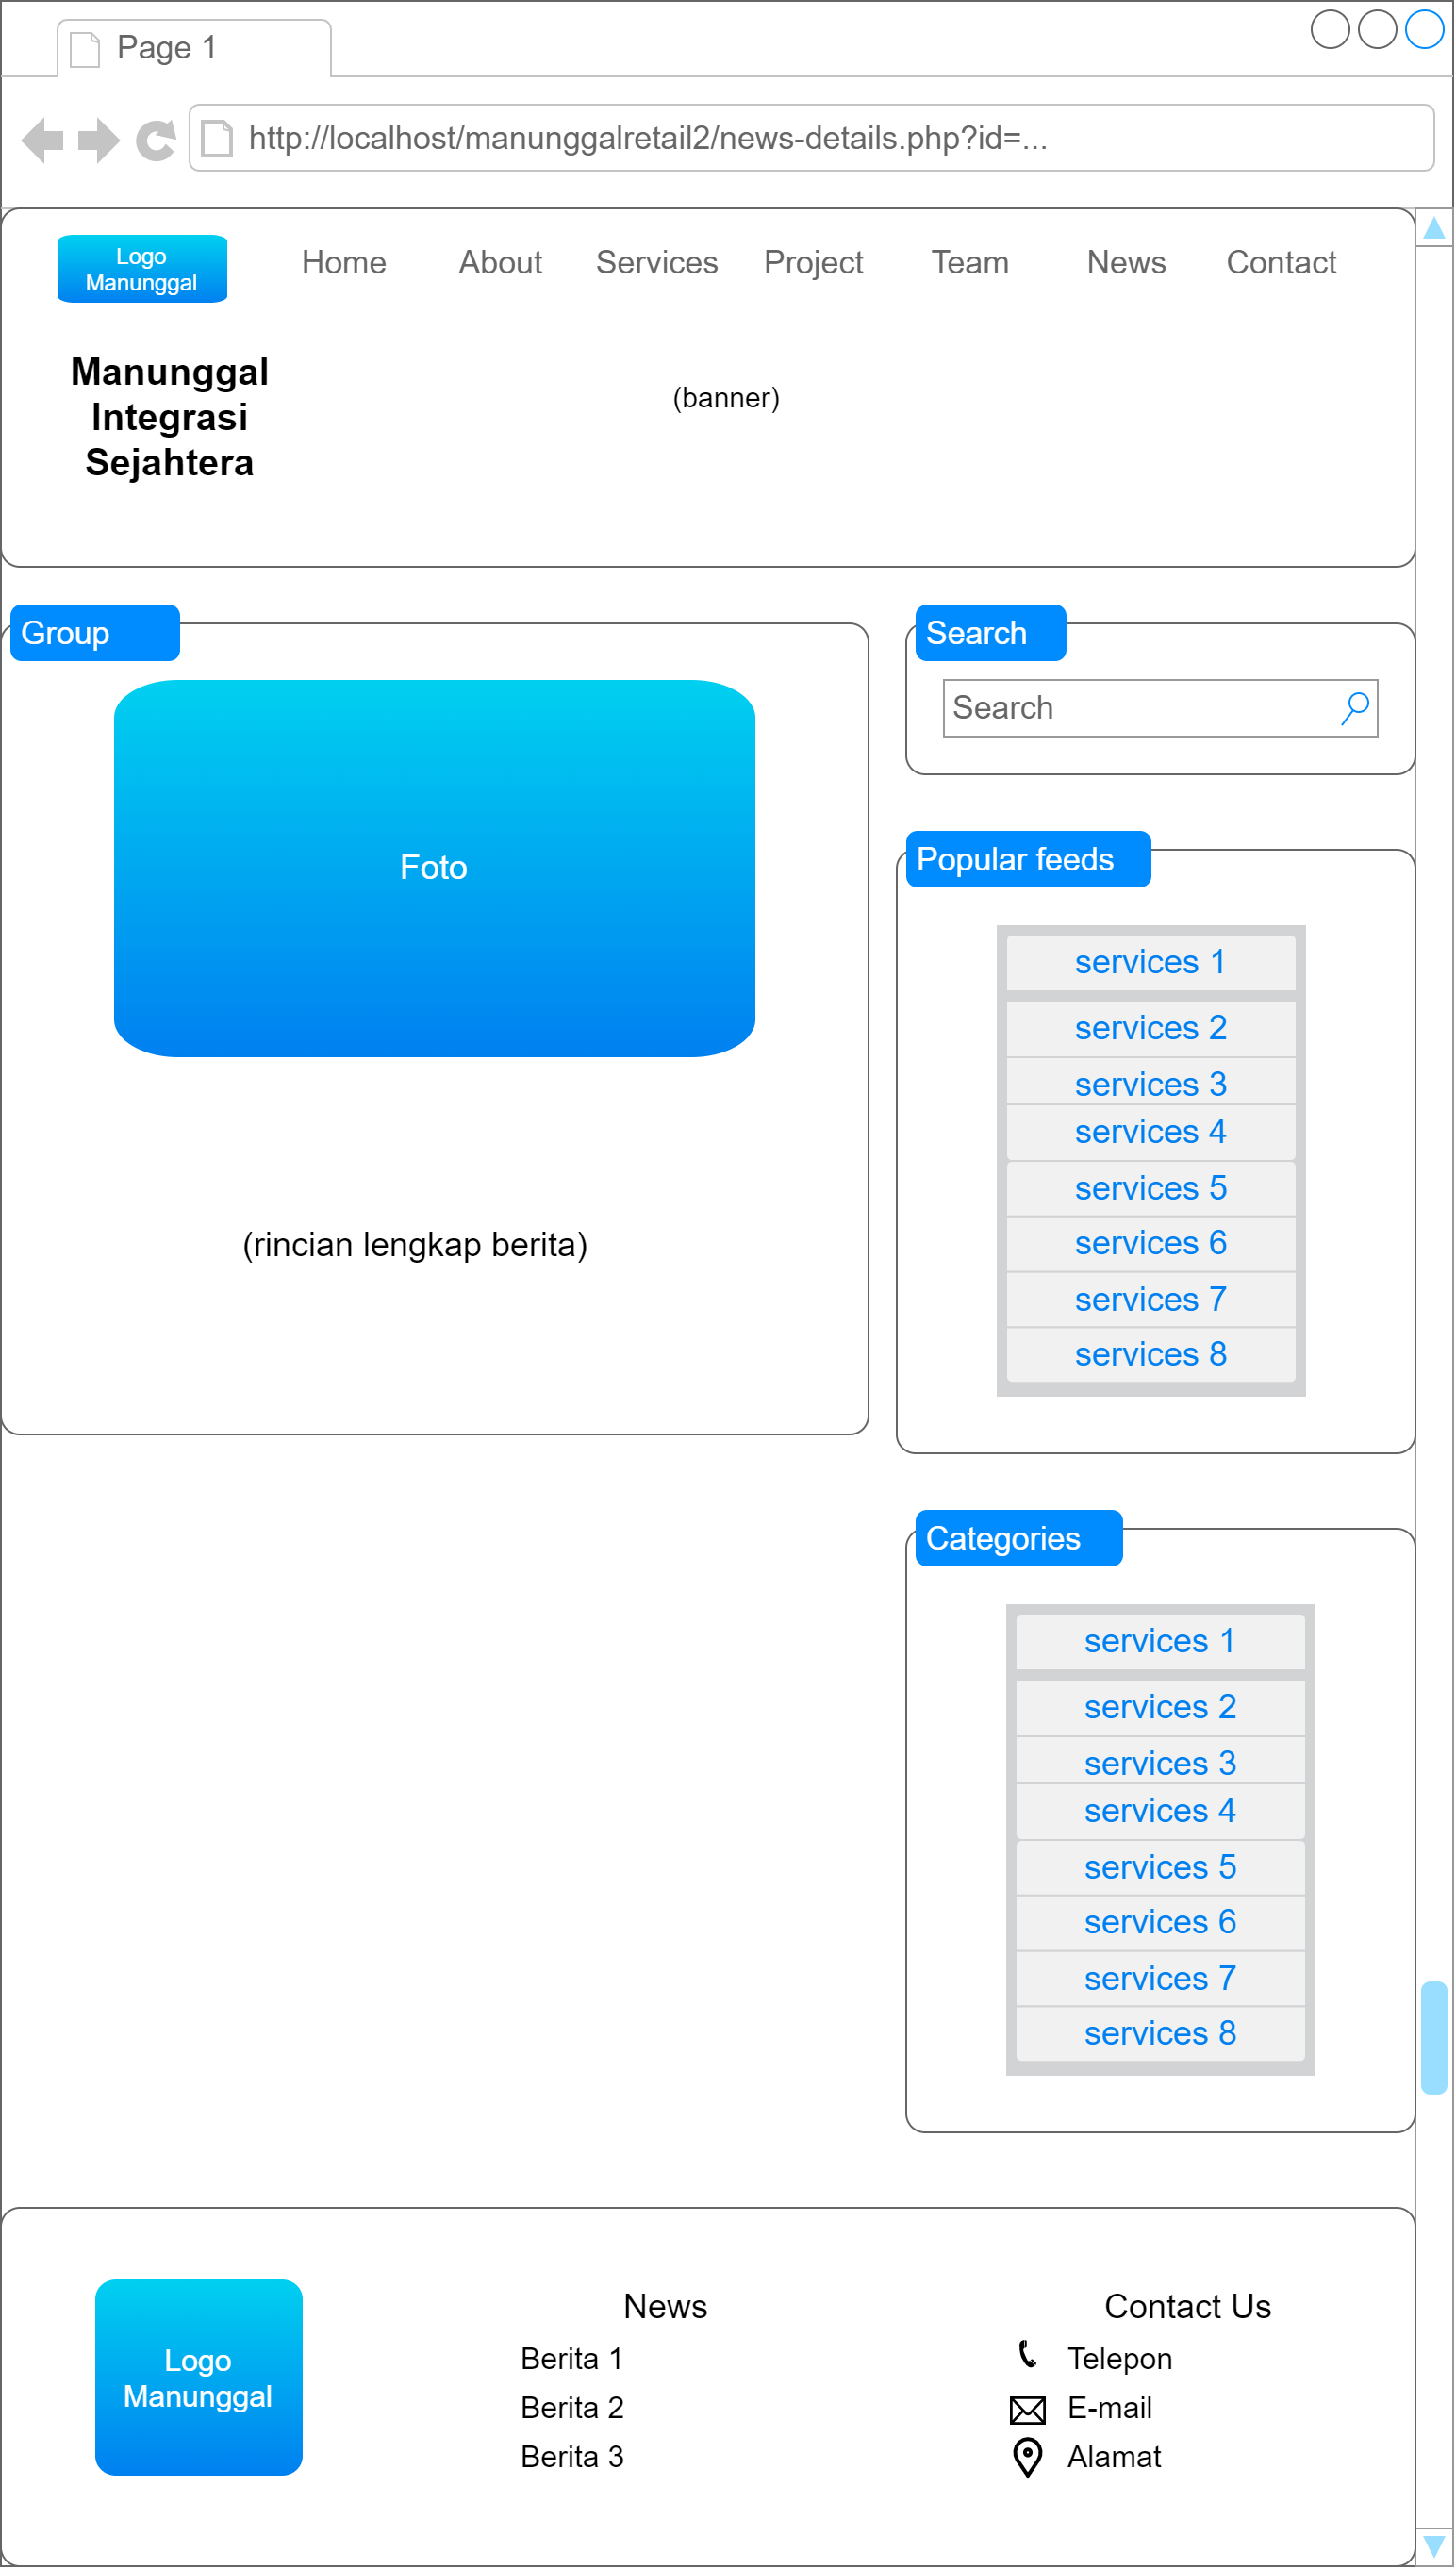 Page 1
http://localhost/manunggalretail2/news-details.php?id=...
Logo
Manunggal
Home About Services Project Team News Contact
Manunggal
Integrasi
Sejahtera
(banner)
Group
Foto
(rincian lengkap berita)
Search
Search
Popular feeds
services 1
services 2
services 3
services 4
services 5
services 6
services 7
services 8
Categories
services 1
services 2
services 3
services 4
services 5
services 6
services 7
services 8
Logo
Manunggal
News
Berita 1
Berita 2
Berita 3
Contact Us
Telepon
E-mail
Alamat